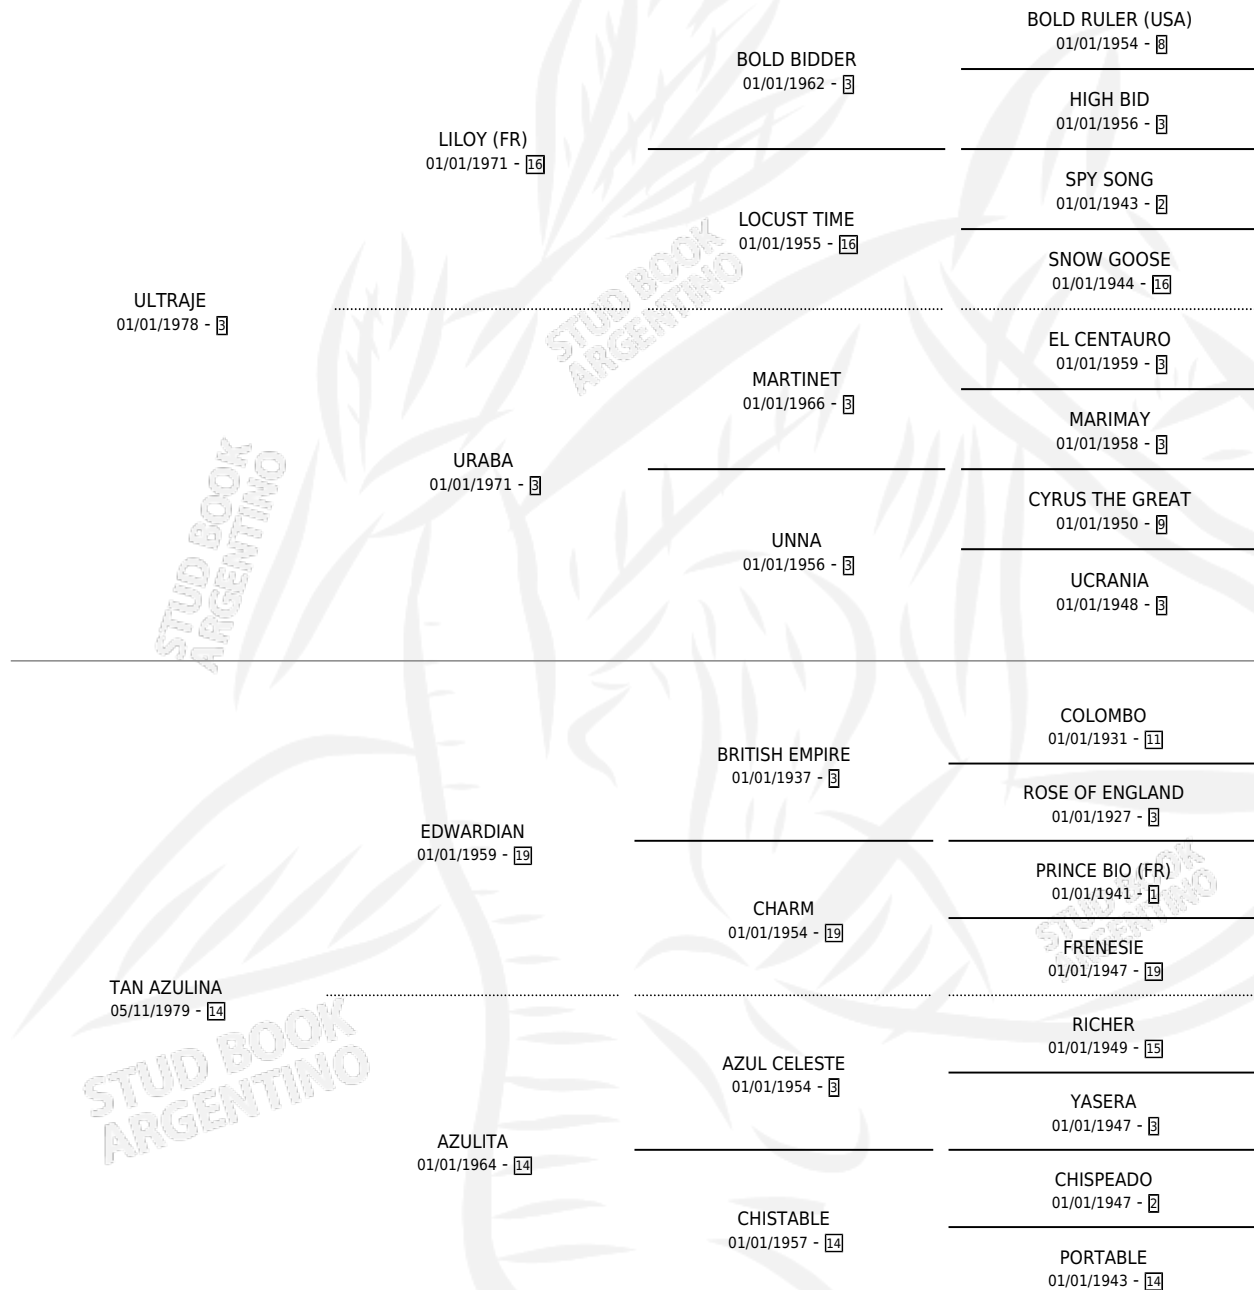 BOLD RULER (USA)
01/01/1954 - 8
BOLD BIDDER
01/01/1962 - 3
HIGH BID
01/01/1956 - 3
LILOY (FR)
01/01/1971 - 16
SPY SONG
01/01/1943 - 2
LOCUST TIME
01/01/1955 - 16
SNOW GOOSE
01/01/1944 - 16
ULTRAJE
01/01/1978 - 3
STUD BOOK
ARGENTINO
EL CENTAURO
01/01/1959 - 3
MARTINET
01/01/1966 - 3
MARIMAY
01/01/1958 - 3
URABA
01/01/1971 - 3
CYRUS THE GREAT
01/01/1950 - 9
UNNA
01/01/1956 - 3
UCRANIA
01/01/1948 - 3
STUD BOOK
ARGENTINO
COLOMBO
01/01/1931 - 11
BRITISH EMPIRE
01/01/1937 - 3
ROSE OF ENGLAND
01/01/1927 - 3
EDWARDIAN
01/01/1959 - 19
PRINCE BIO (FR)
01/01/1941 - 1
CHARM
01/01/1954 - 19
FRENESIE
01/01/1947 - 19
STUD BOOK
ARGENTINO
TAN AZULINA
05/11/1979 - 14
RICHER
01/01/1949 - 15
AZUL CELESTE
01/01/1954 - 3
YASERA
01/01/1947 - 3
STUD BOOK
ARGENTINO
AZULITA
01/01/1964 - 14
CHISPEADO
01/01/1947 - 2
CHISTABLE
01/01/1957 - 14
PORTABLE
01/01/1943 - 14